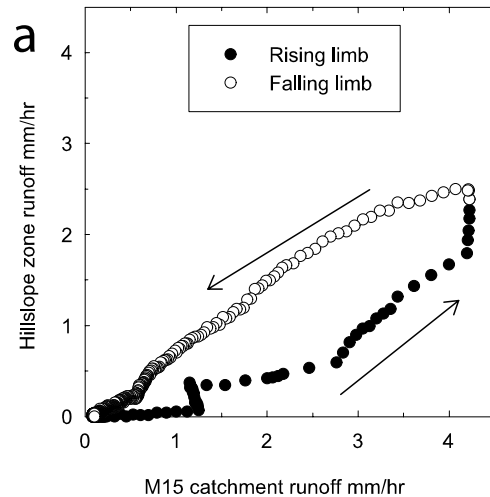 a
Rising limb
Falling limb
Hillslope zone runoff mm/hr
4
3
2
1
0
0
1
2
3
4
M15 catchment runoff mm/hr